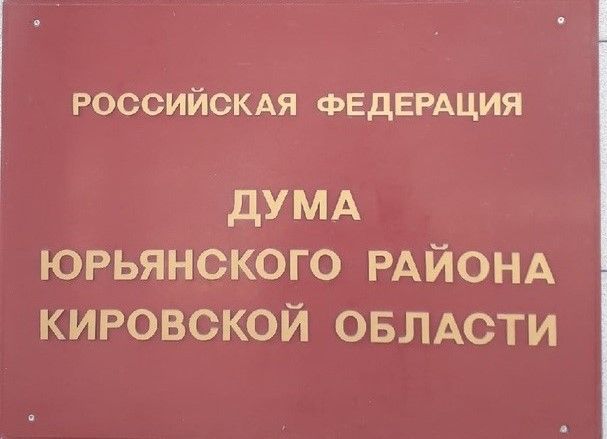 РОССИЙСКАЯ ФЕДЕРАЦИЯ
ДУМА
ЮРЬЯНСКОГО РАЙОНА
КИРОВСКОЙ ОБЛАСТИ